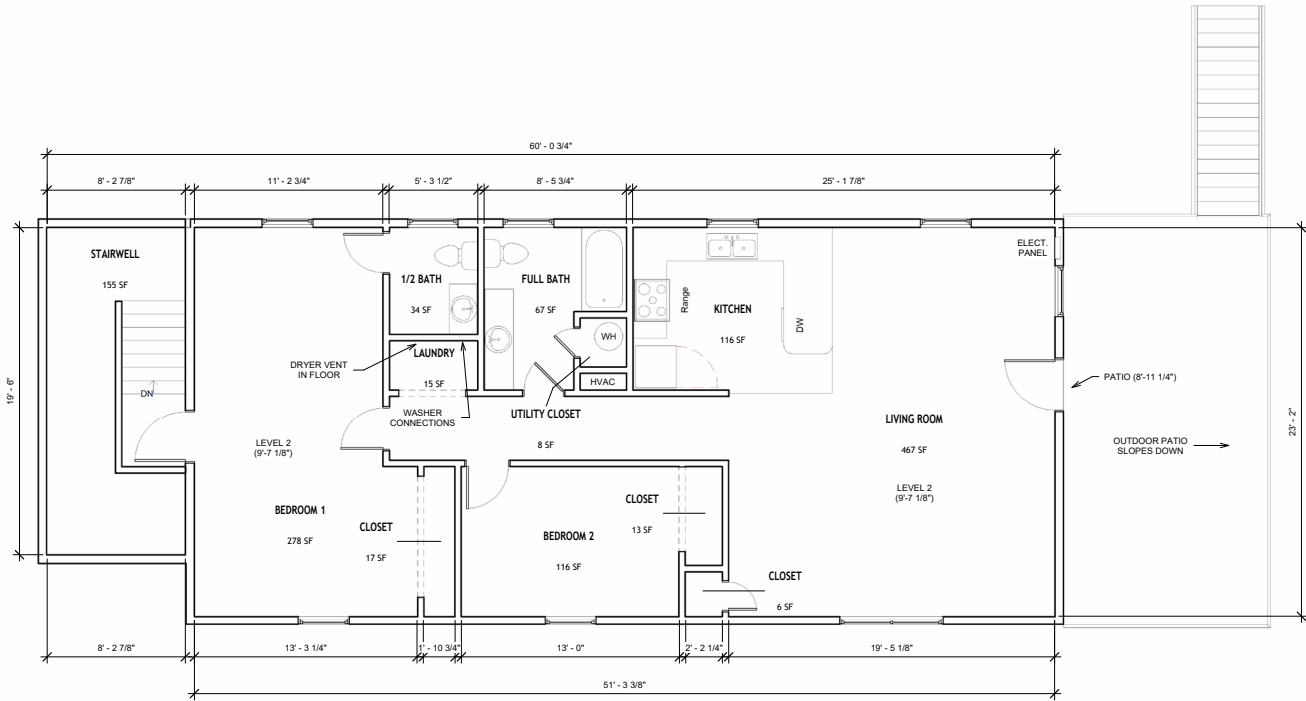 60' - 0 3/4"
8' - 2 7/8"
11' - 2 3/4"
5' - 3 1/2"
8' - 5 3/4"
25' - 1 7/8"
STAIRWELL
155 SF
DN
19' - 6"
1/2 BATH
34 SF
FULL BATH
67 SF
WH
HVAC
Range
KITCHEN
116 SF
DW
ELECT.
PANEL
DRYER VENT
IN FLOOR
LAUNDRY
15 SF
WASHER
CONNECTIONS
UTILITY CLOSET
8 SF
LEVEL 2
(9'-7 1/8")
BEDROOM 1
278 SF
CLOSET
17 SF
BEDROOM 2
116 SF
CLOSET
13 SF
CLOSET
6 SF
LIVING ROOM
467 SF
LEVEL 2
(9'-7 1/8")
PATIO (8'-11 1/4")
OUTDOOR PATIO
SLOPES DOWN
23' - 2"
8' - 2 7/8"
13' - 3 1/4"
1' - 10 3/4"
13' - 0"
2' - 2 1/4"
19' - 5 1/8"
51' - 3 3/8"